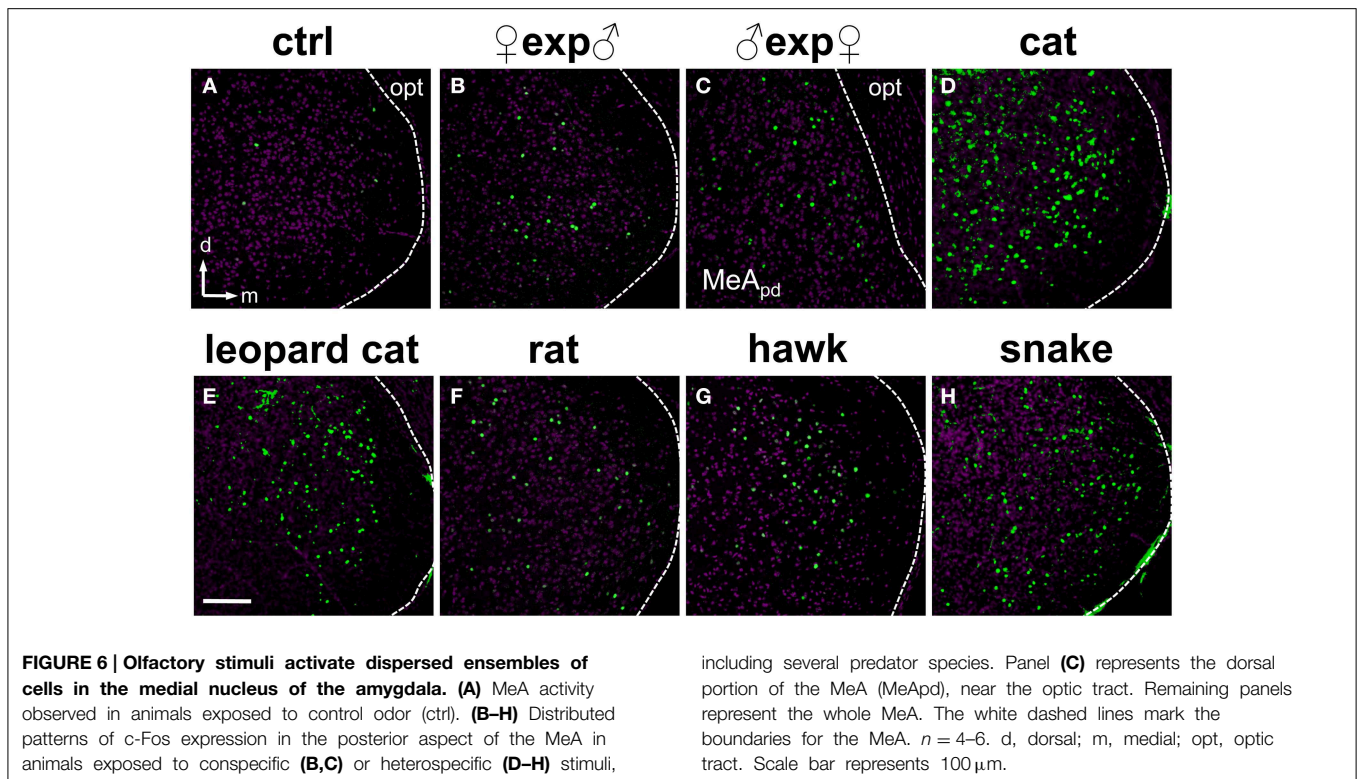 ctrl ♀exp♂ ♂exp♀ cat
A opt B C opt D
d
m MeApd
leopard cat rat hawk snake
E F G H
FIGURE 6 | Olfactory stimuli activate dispersed ensembles of
cells in the medial nucleus of the amygdala. (A) MeA activity
observed in animals exposed to control odor (ctrl). (B–H) Distributed
patterns of c-Fos expression in the posterior aspect of the MeA in
animals exposed to conspecific (B,C) or heterospecific (D–H) stimuli,
including several predator species. Panel (C) represents the dorsal
portion of the MeA (MeApd), near the optic tract. Remaining panels
represent the whole MeA. The white dashed lines mark the
boundaries for the MeA. n = 4–6. d, dorsal; m, medial; opt, optic
tract. Scale bar represents 100 μm.